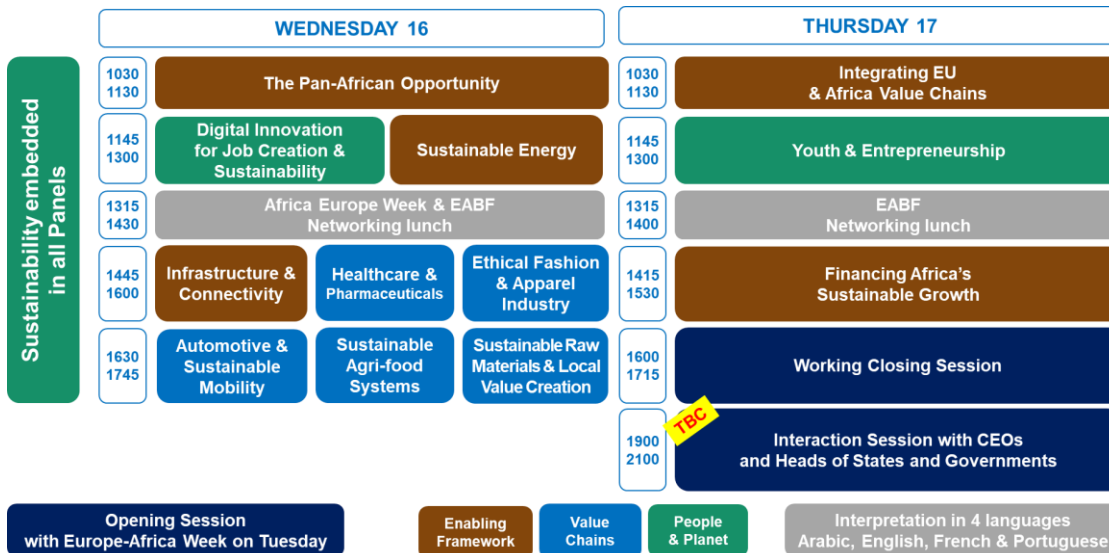 WEDNESDAY 16
THURSDAY 17
Sustainability embedded
in all Panels
1030
1130
The Pan-African Opportunity
1030
1130
Integrating EU
& Africa Value Chains
1145
1300
Digital Innovation
for Job Creation &
Sustainability
Sustainable Energy
1145
1300
Youth & Entrepreneurship
1315
1430
Africa Europe Week & EABF
Networking lunch
1315
1400
EABF
Networking lunch
1445
1600
Infrastructure &
Connectivity
Healthcare &
Pharmaceuticals
Ethical Fashion
& Apparel
Industry
1415
1530
Financing Africa's
Sustainable Growth
1630
1745
Automotive &
Sustainable
Mobility
Sustainable
Agri-food
Systems
Sustainable Raw
Materials & Local
Value Creation
1600
1715
Working Closing Session
TBC
1900
2100
Interaction Session with CEOs
and Heads of States and Governments
Opening Session
with Europe-Africa Week on Tuesday
Enabling
Framework
Value
Chains
People
& Planet
Interpretation in 4 languages
Arabic, English, French & Portuguese